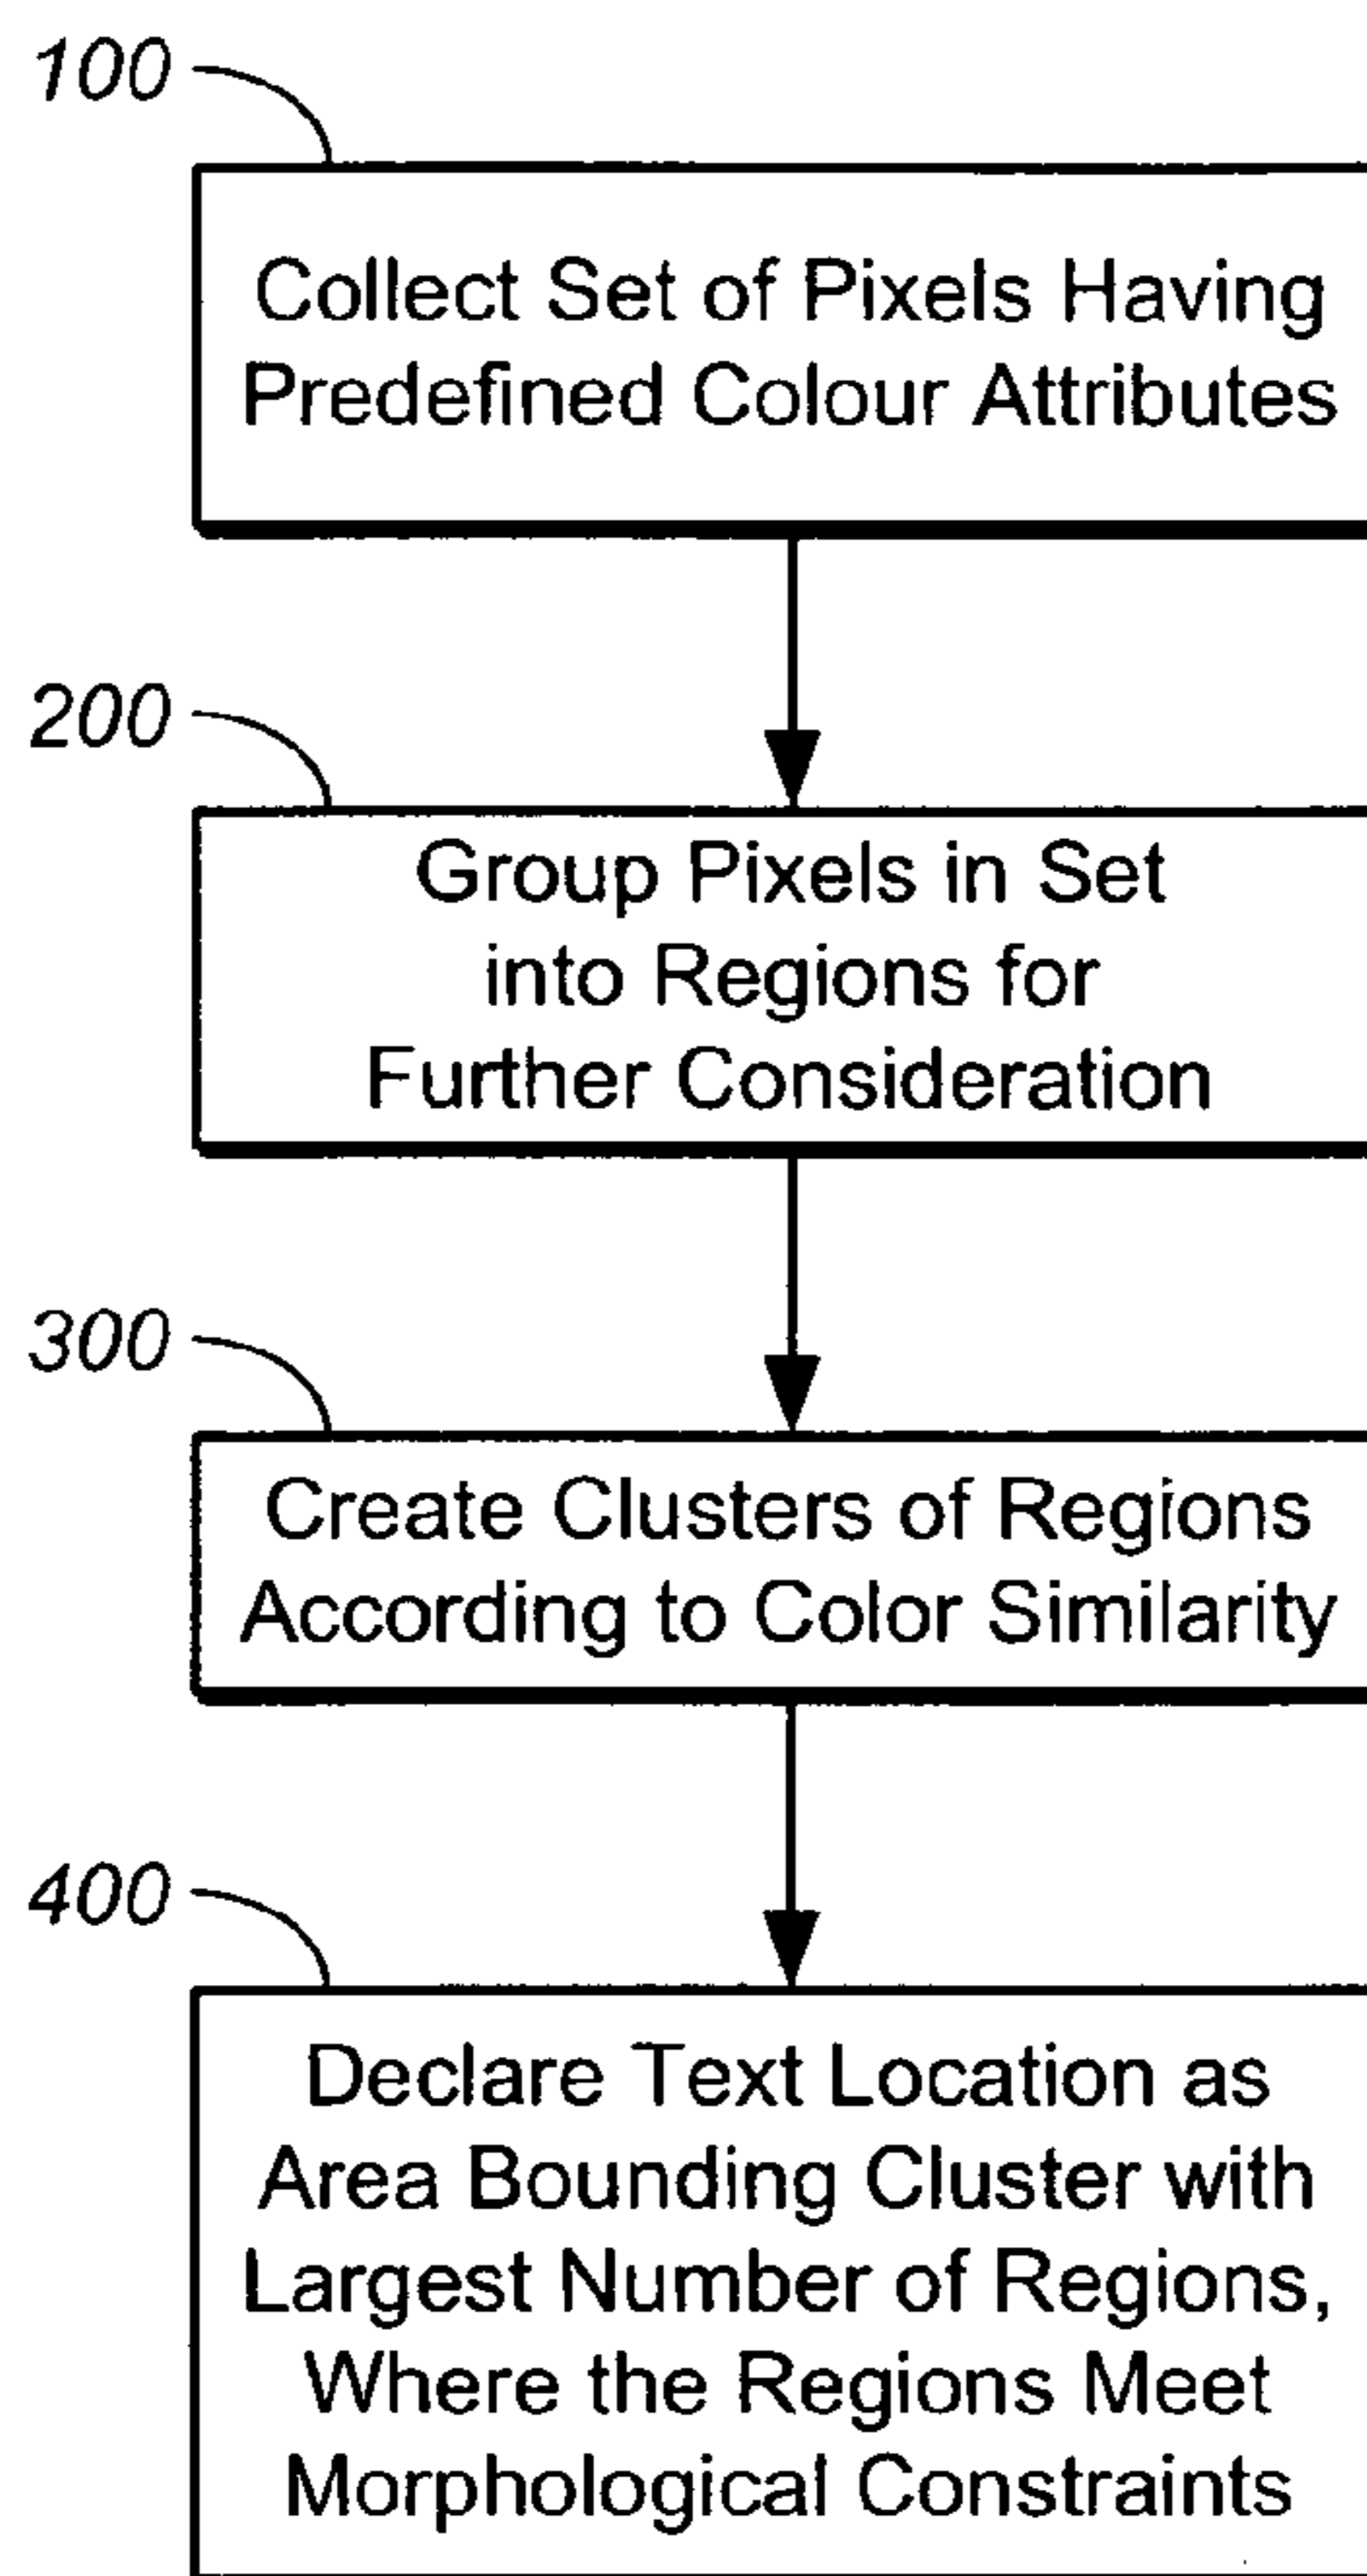 100
Collect Set of Pixels Having
Predefined Colour Attributes
200
Group Pixels in Set
into Regions for
Further Consideration
300
Create Clusters of Regions
According to Color Similarity
400
Declare Text Location as
Area Bounding Cluster with
Largest Number of Regions,
Where the Regions Meet
Morphological Constraints